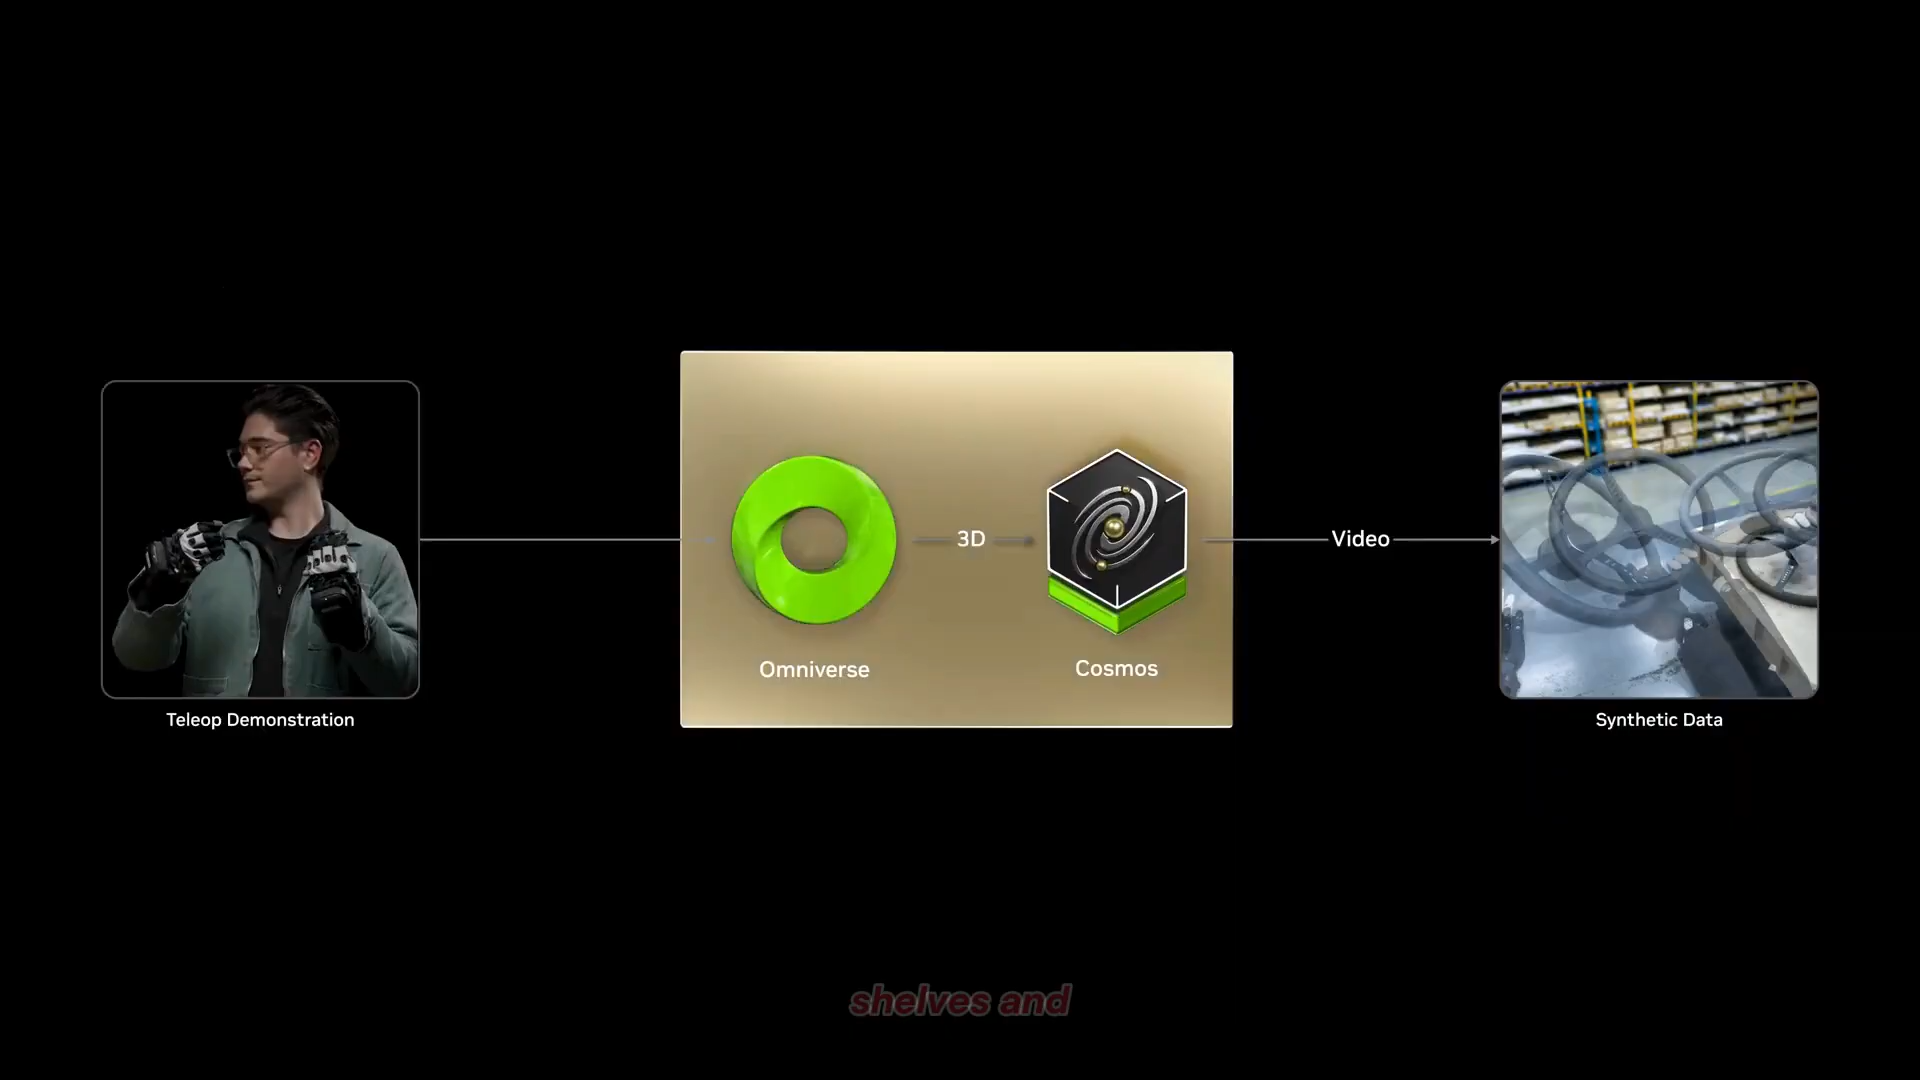 Teleop Demonstration
Omniverse
3D
Cosmos
Video
Synthetic Data
shelves and